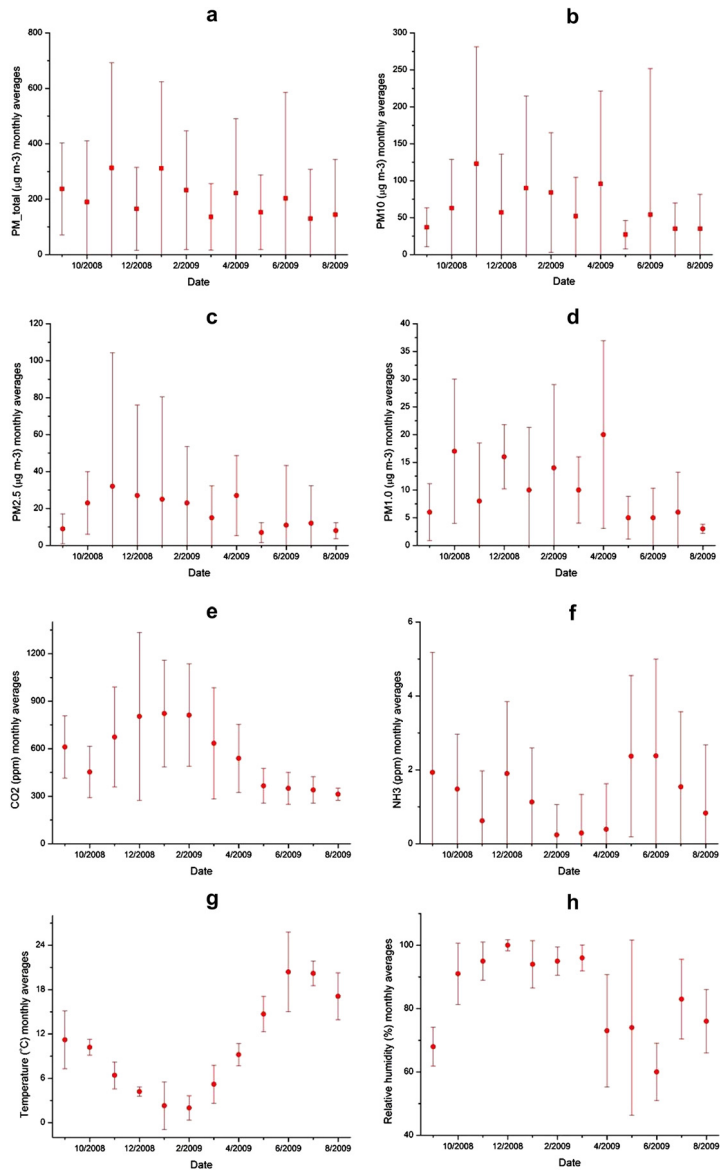 a
PM_total (µg m-3) monthly averages
800
600
400
200
0
10/2008 12/2008 2/2009 4/2009 6/2009 8/2009
Date
b
PM10 (µg m-3) monthly averages
300
250
200
150
100
50
0
10/2008 12/2008 2/2009 4/2009 6/2009 8/2009
Date
c
PM2.5 (µg m-3) monthly averages
120
100
80
60
40
20
0
10/2008 12/2008 2/2009 4/2009 6/2009 8/2009
Date
d
PM1.0 (µg m-3) monthly averages
40
35
30
25
20
15
10
5
0
10/2008 12/2008 2/2009 4/2009 6/2009 8/2009
Date
e
CO2 (ppm) monthly averages
1200
900
600
300
0
10/2008 12/2008 2/2009 4/2009 6/2009 8/2009
Date
f
NH3 (ppm) monthly averages
6
4
2
0
10/2008 12/2008 2/2009 4/2009 6/2009 8/2009
Date
g
Temperature (°C) monthly averages
24
18
12
6
0
10/2008 12/2008 2/2009 4/2009 6/2009 8/2009
Date
h
Relative humidity (%) monthly averages
100
80
60
40
10/2008 12/2008 2/2009 4/2009 6/2009 8/2009
Date